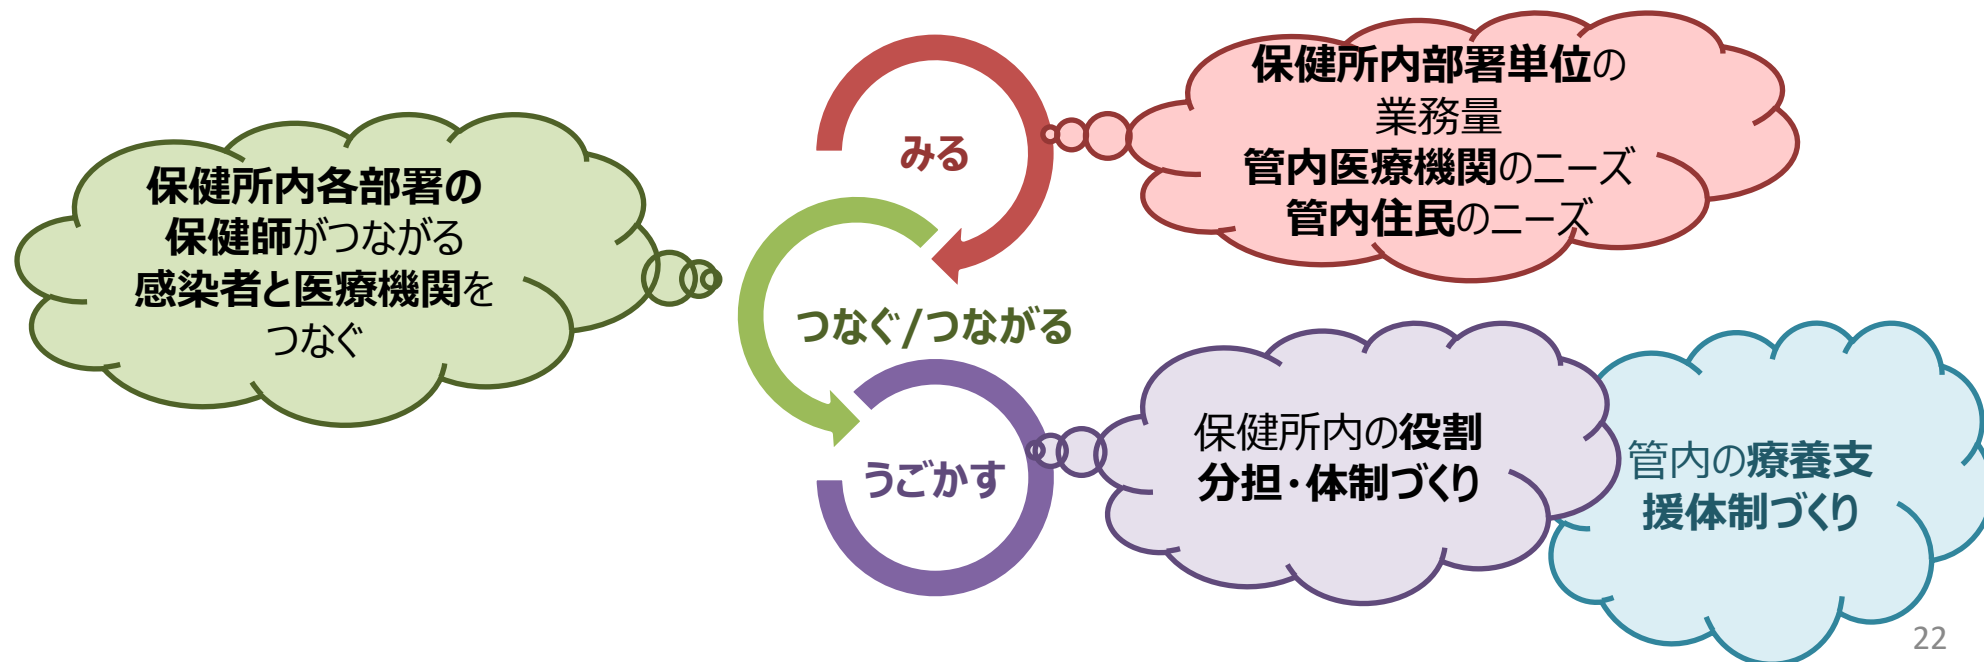 保健所内部署単位の
業務量
管内医療機関のニーズ
管内住民のニーズ
みる
保健所内各部署の
保健師がつながる
感染者と医療機関を
つなぐ
つなぐ/つながる
うごかす
保健所内の役割
分担・体制づくり
管内の療養支
援体制づくり
22